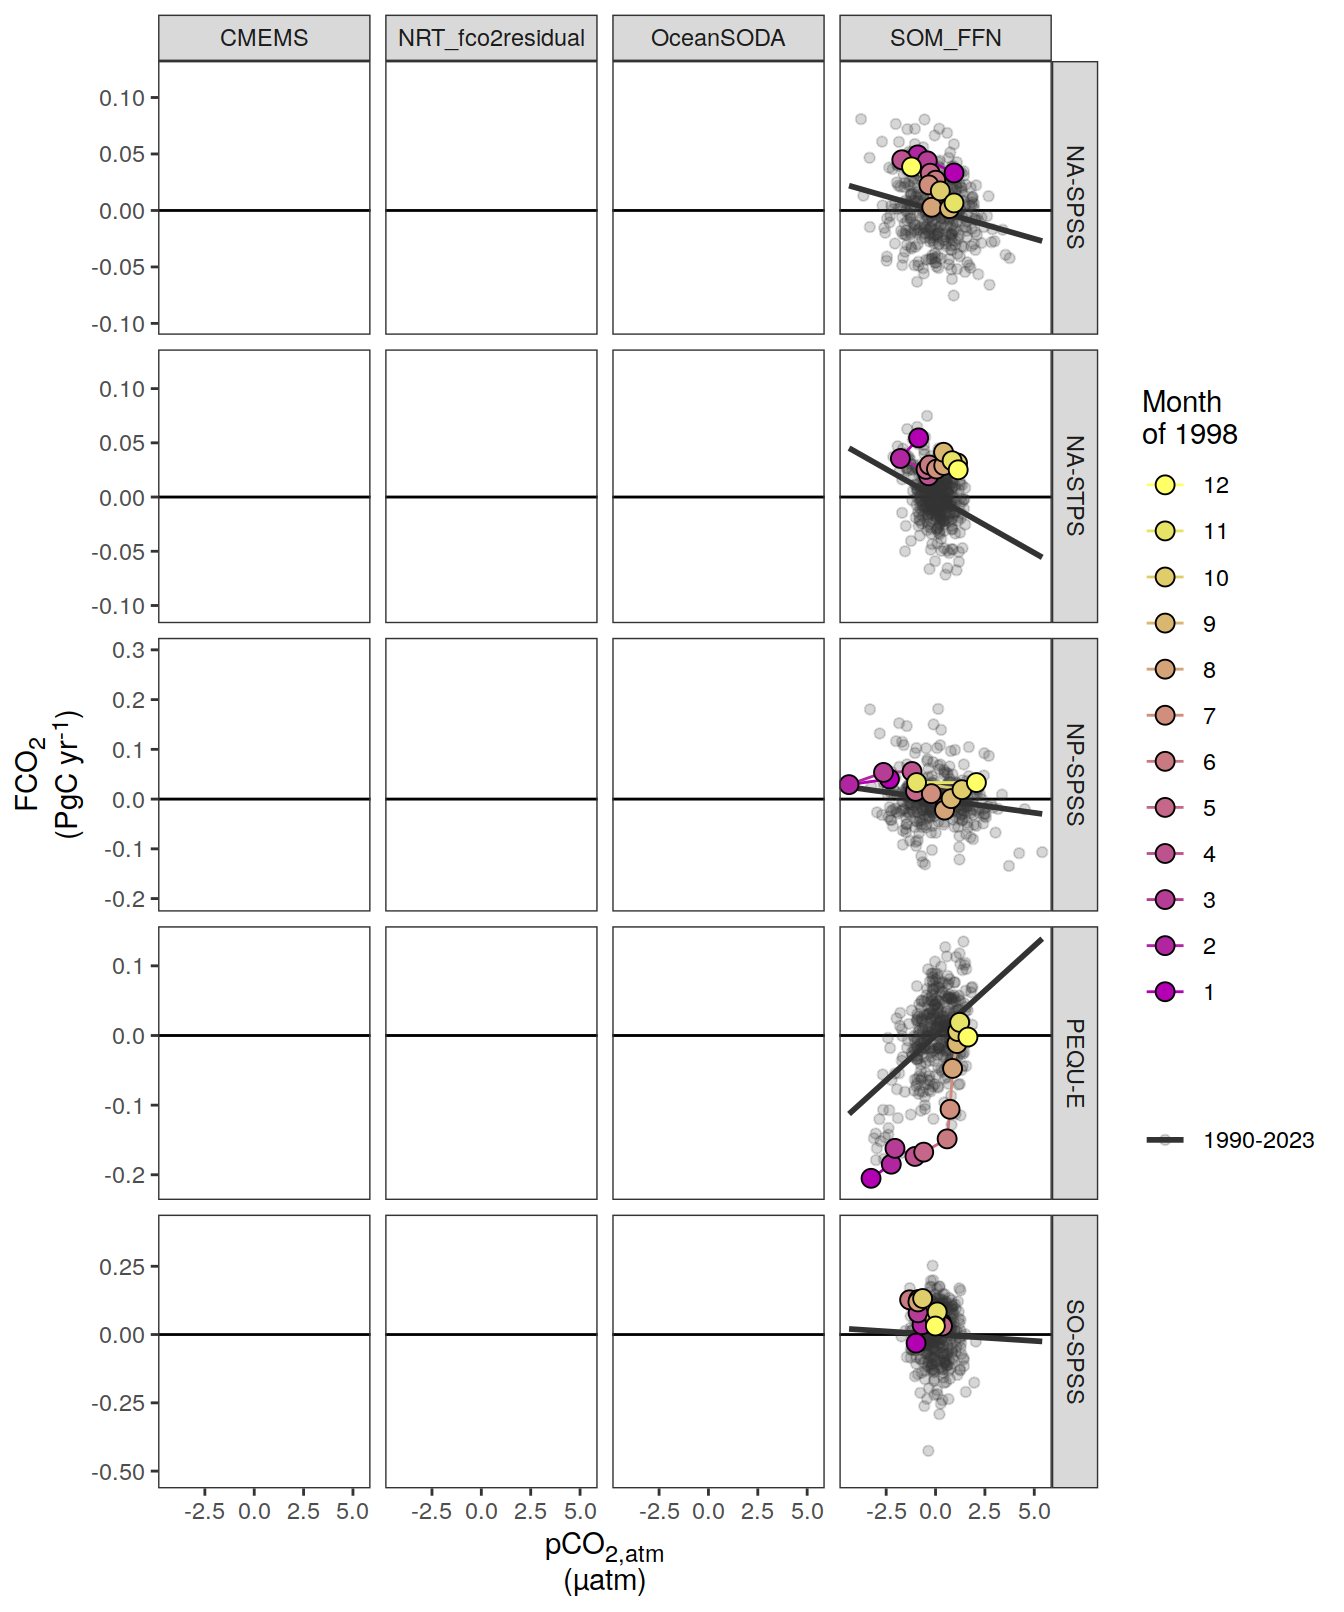 CMEMS NRT_fco2residual OceanSODA SOM_FFN
0.10
0.05
0.00
-0.05
-0.10
NA-SPSS
0.10
0.05
0.00
-0.05
-0.10
NA-STPS
0.3
0.2
0.1
0.0
-0.1
-0.2
NP-SPSS
0.1
0.0
-0.1
-0.2
PEQU-E
0.25
0.00
-0.25
-0.50
SO-SPSS
-2.5 0.0 2.5 5.0 -2.5 0.0 2.5 5.0 -2.5 0.0 2.5 5.0 -2.5 0.0 2.5 5.0
pCO2,atm
(µatm)
FCO2
(PgC yr-1)
Month
of 1998
12
11
10
9
8
7
6
5
4
3
2
1
1990-2023